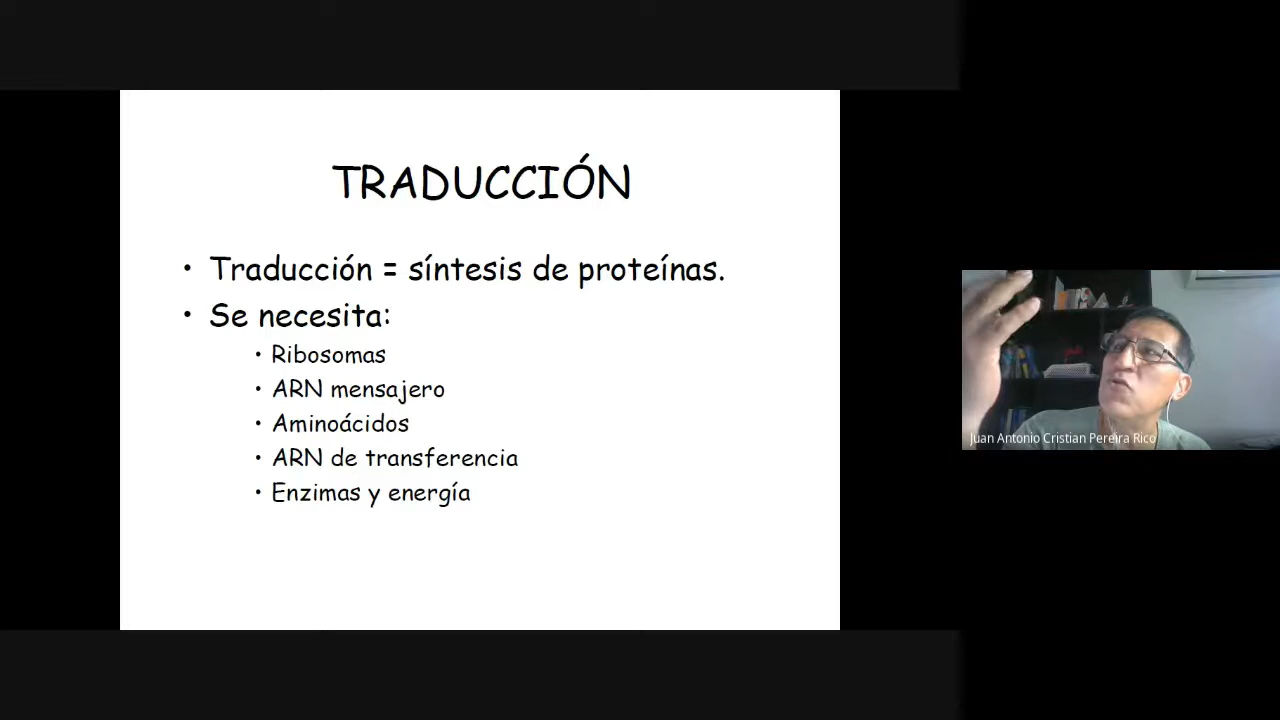 TRADUCCIÓN
• Traducción = síntesis de proteínas.
• Se necesita:
• Ribosomas
• ARN mensajero
• Aminoácidos
• ARN de transferencia
• Enzimas y energía
Juan Antonio Cristian Pereira Rico